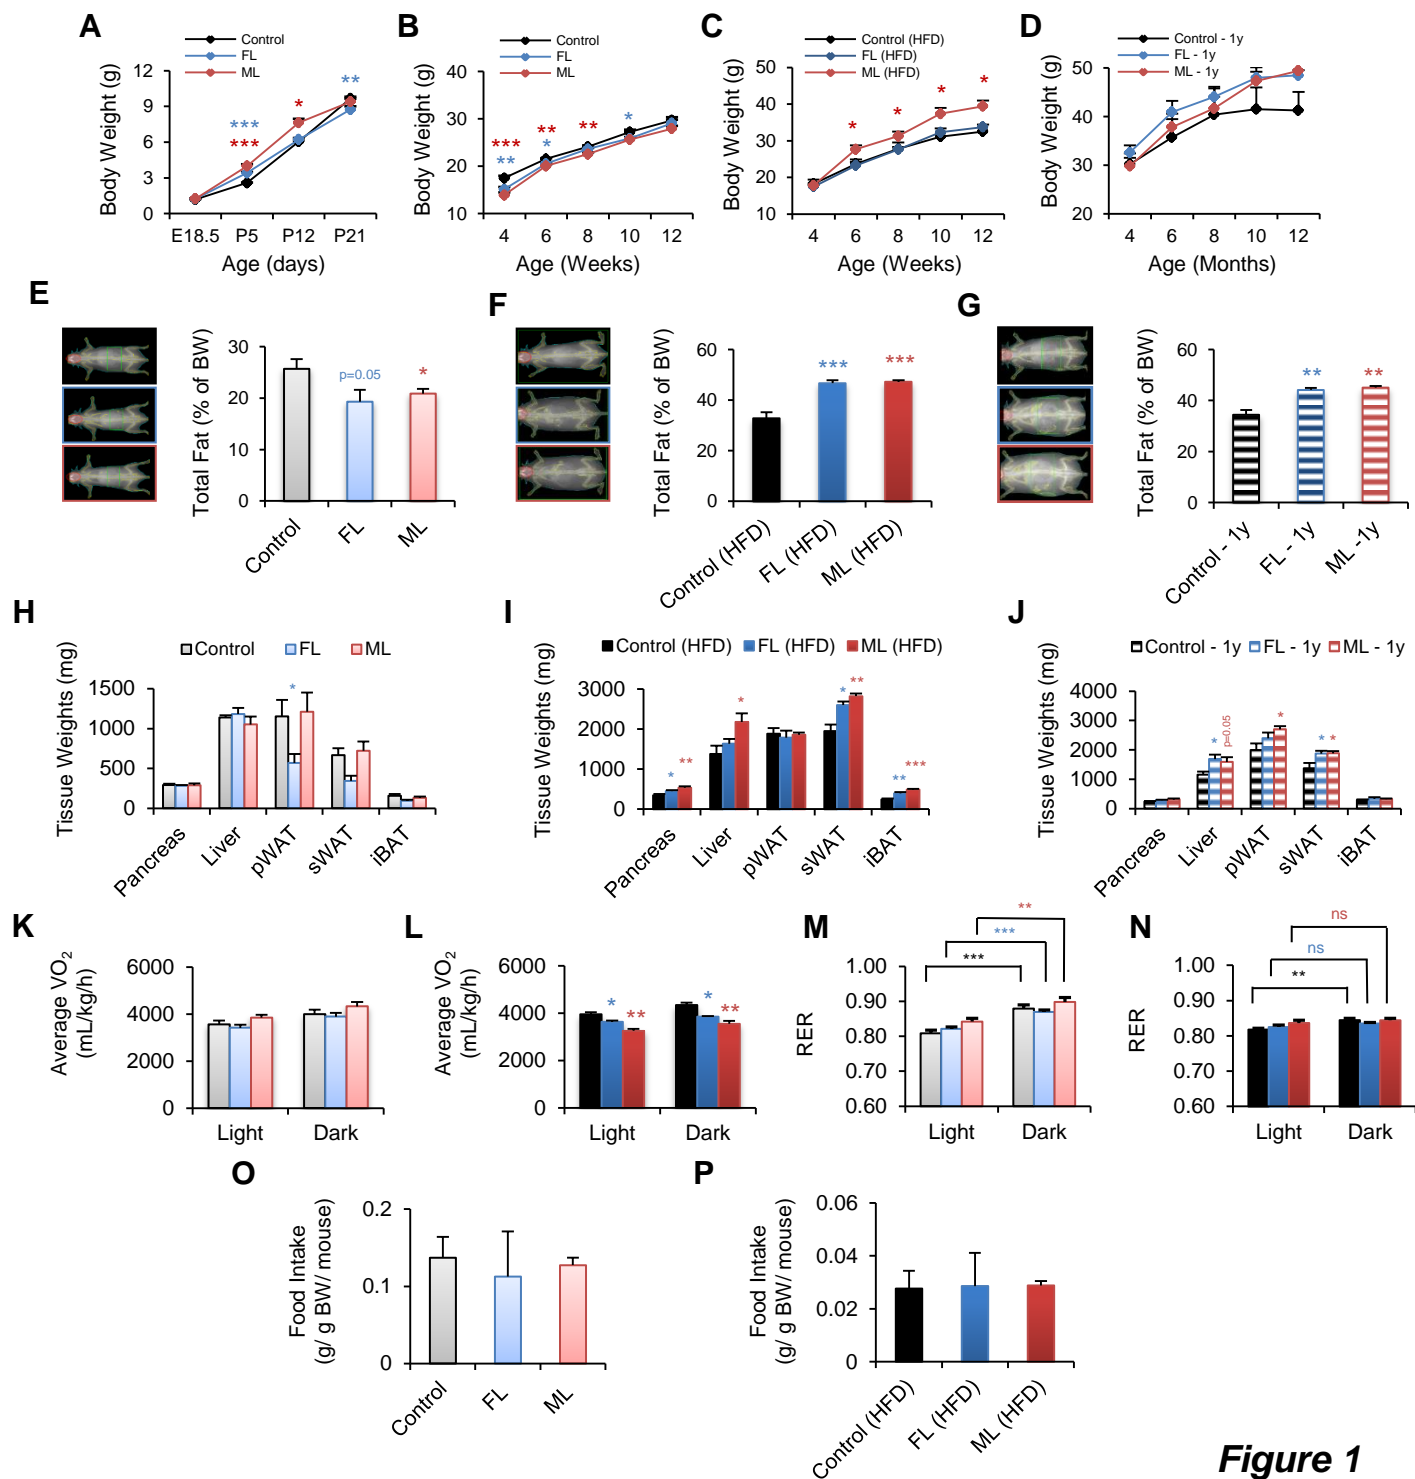 A
Control
FL
ML
Body Weight (g)
12
9
6
3
0
***
***
*
**
E18.5 P5 P12 P21
Age (days)
B
Control
FL
ML
Body Weight (g)
40
30
20
10
***
**
**
*
**
*
4 6 8 10 12
Age (Weeks)
C
Control (HFD)
FL (HFD)
ML (HFD)
Body Weight (g)
50
40
30
20
10
* * * *
4 6 8 10 12
Age (Weeks)
D
Control - 1y
FL - 1y
ML - 1y
Body Weight (g)
50
40
30
20
4 6 8 10 12
Age (Months)
E
Total Fat (% of BW)
30
20
10
0
p=0.05
*
Control FL ML
F
Total Fat (% of BW)
60
40
20
0
*** ***
Control (HFD) FL (HFD) ML (HFD)
G
Total Fat (% of BW)
60
40
20
0
** **
Control - 1y FL - 1y ML -1y
H
Control FL ML
Tissue Weights (mg)
1500
1000
500
0
*
Pancreas Liver pWAT sWAT iBAT
I
Control (HFD) FL (HFD) ML (HFD)
Tissue Weights (mg)
3000
2000
1000
0
* ** * * ** ** ***
Pancreas Liver pWAT sWAT iBAT
J
Control - 1y FL - 1y ML - 1y
Tissue Weights (mg)
4000
3000
2000
1000
0
* p=0.05 * * *
Pancreas Liver pWAT sWAT iBAT
K
Average VO2
(mL/kg/h)
6000
4000
2000
0
Light Dark
L
Average VO2
(mL/kg/h)
6000
4000
2000
0
* ** * **
Light Dark
M
**
***
***
RER
1.00
0.90
0.80
0.70
0.60
Light Dark
N
ns
ns
**
RER
1.00
0.90
0.80
0.70
0.60
Light Dark
O
Food Intake
(g/ g BW/ mouse)
0.2
0.1
0
Control FL ML
P
Food Intake
(g/ g BW/ mouse)
0.06
0.04
0.02
0
Control (HFD) FL (HFD) ML (HFD)
Figure 1